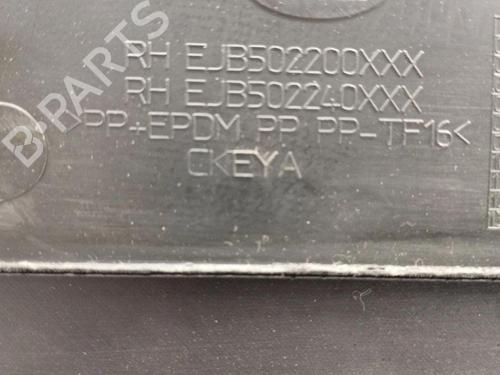 RH EJB502200XXX
RH EJB502240XXX
>PP+EPDM PP PP-TF16<
CKEYA
B-PARTS